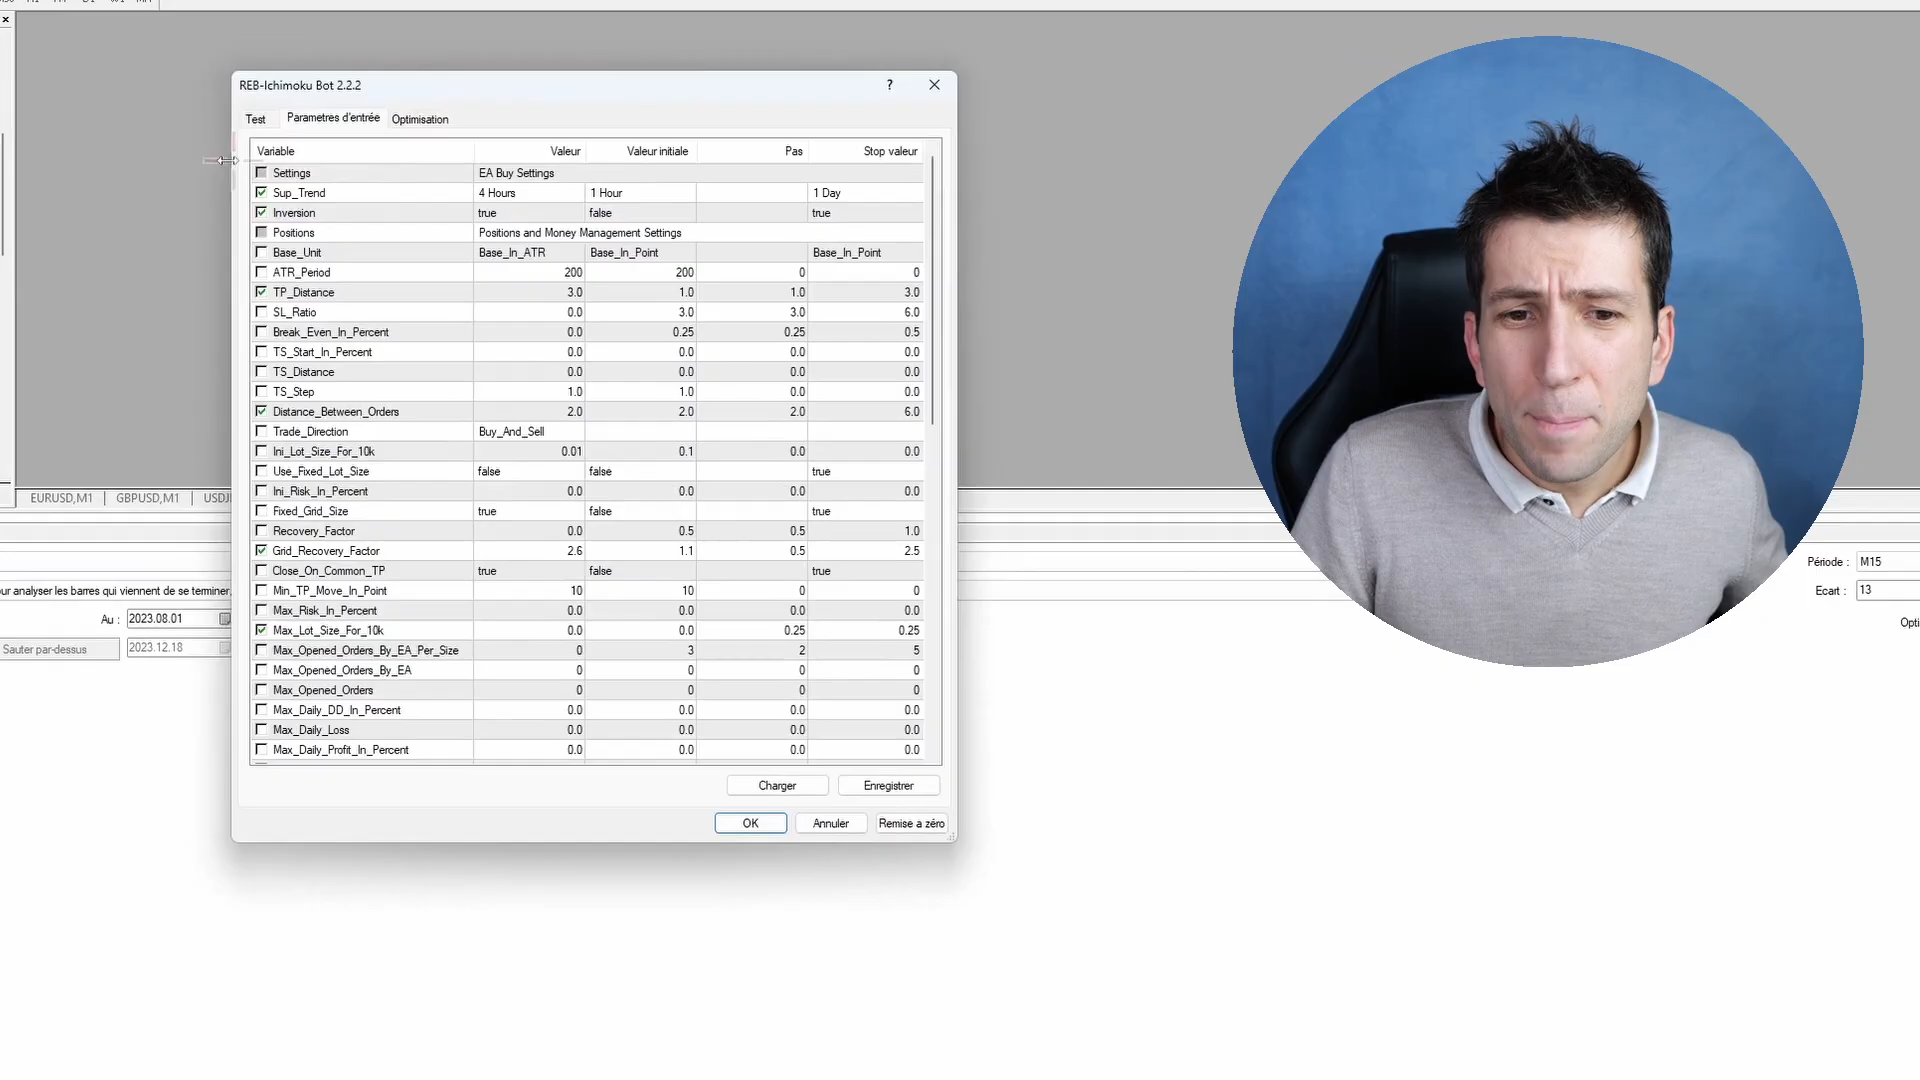 REB-Ichimoku Bot 2.2.2 ?
Test Parametres d'entrée Optimisation
Variable Valeur Valeur initiale Pas Stop valeur
Settings EA Buy Settings
Sup_Trend 4 Hours 1 Hour 1 Day
Inversion true false true
Positions Positions and Money Management Settings
Base_Unit Base_In_ATR Base_In_Point Base_In_Point
ATR_Period 200 200 0 0
TP_Distance 3.0 1.0 1.0 3.0
SL_Ratio 0.0 3.0 3.0 6.0
Break_Even_In_Percent 0.0 0.25 0.25 0.5
TS_Start_In_Percent 0.0 0.0 0.0 0.0
TS_Distance 0.0 0.0 0.0 0.0
TS_Step 1.0 1.0 0.0 0.0
Distance_Between_Orders 2.0 2.0 2.0 6.0
Trade_Direction Buy_And_Sell
Ini_Lot_Size_For_10k 0.01 0.1 0.0 0.0
Use_Fixed_Lot_Size false false true
Ini_Risk_In_Percent 0.0 0.0 0.0 0.0
Fixed_Grid_Size true false true
Recovery_Factor 0.0 0.5 0.5 1.0
Grid_Recovery_Factor 2.6 1.1 0.5 2.5
Close_On_Common_TP true false true
Min_TP_Move_In_Point 10 10 0 0
Max_Risk_In_Percent 0.0 0.0 0.0 0.0
Max_Lot_Size_For_10k 0.0 0.0 0.25 0.25
Max_Opened_Orders_By_EA_Per_Size 0 3 2 5
Max_Opened_Orders_By_EA 0 0 0 0
Max_Opened_Orders 0 0 0 0
Max_Daily_DD_In_Percent 0.0 0.0 0.0 0.0
Max_Daily_Loss 0.0 0.0 0.0 0.0
Max_Daily_Profit_In_Percent 0.0 0.0 0.0 0.0
Charger Enregistrer
OK Annuler Remise a zéro
EURUSD,M1 GBPUSD,M1 USDJ
Période : M15
ur analyser les barres qui viennent de se terminer, Ecart : 13
Au : 2023.08.01 Opti
Sauter par-dessus 2023.12.18